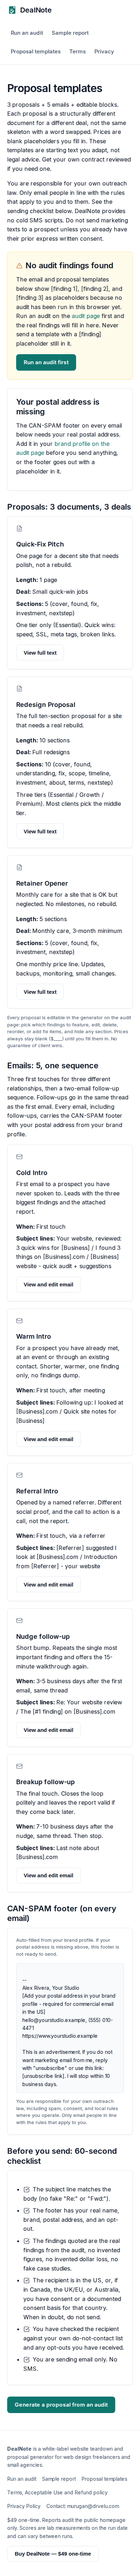 DealNote
Run an audit Sample report
Proposal templates Terms Privacy
Proposal templates
3 proposals + 5 emails + editable blocks.
Each proposal is a structurally different
document for a different deal, not the same
skeleton with a word swapped. Prices are
blank placeholders you fill in. These
templates are starting text you adapt, not
legal advice. Get your own contract reviewed
if you need one.
You are responsible for your own outreach
law. Only email people in line with the rules
that apply to you and to them. See the
sending checklist below. DealNote provides
no cold SMS scripts. Do not send marketing
texts to a prospect unless you already have
their prior express written consent.
No audit findings found
The email and proposal templates
below show [finding 1], [finding 2], and
[finding 3] as placeholders because no
audit has been run in this browser yet.
Run an audit on the audit page first and
the real findings will fill in here. Never
ship a template with a [finding]
placeholder still in it.
Run an audit first
Your postal address is
missing
The CAN-SPAM footer on every email
below needs your real postal address.
Add it to your brand profile on the
audit page before you send anything,
or the footer goes out with a
placeholder in it.
Proposals: 3 documents, 3 deals
Quick-Fix Pitch
One page for a decent site that needs
polish, not a rebuild.
Length: 1 page
Deal: Small quick-win jobs
Sections: 5 (cover, found, fix,
investment, nextstep)
One tier only (Essential). Quick wins:
speed, SSL, meta tags, broken links.
View full text
Redesign Proposal
The full ten-section proposal for a site
that needs a real rebuild.
Length: 10 sections
Deal: Full redesigns
Sections: 10 (cover, found,
understanding, fix, scope, timeline,
investment, about, terms, nextstep)
Three tiers (Essential / Growth /
Premium). Most clients pick the middle
tier.
View full text
Retainer Opener
Monthly care for a site that is OK but
neglected. No milestones, no rebuild.
Length: 5 sections
Deal: Monthly care, 3-month minimum
Sections: 5 (cover, found, fix,
investment, nextstep)
One monthly price line. Updates,
backups, monitoring, small changes.
View full text
Every proposal is editable in the generator on the audit
page: pick which findings to feature, edit, delete,
reorder, or add fix items, and hide any section. Prices
always stay blank ($____) until you fill them in. No
guarantee of client wins.
Emails: 5, one sequence
Three first touches for three different
relationships, then a two-email follow-up
sequence. Follow-ups go in the same thread
as the first email. Every email, including
follow-ups, carries the CAN-SPAM footer
with your postal address from your brand
profile.
Cold Intro
First email to a prospect you have
never spoken to. Leads with the three
biggest findings and the attached
report.
When: First touch
Subject lines: Your website, reviewed:
3 quick wins for [Business] / I found 3
things on [Business].com / [Business]
website - quick audit + suggestions
View and edit email
Warm Intro
For a prospect you have already met,
at an event or through an existing
contact. Shorter, warmer, one finding
only, no findings dump.
When: First touch, after meeting
Subject lines: Following up: I looked at
[Business].com / Quick site notes for
[Business]
View and edit email
Referral Intro
Opened by a named referrer. Different
social proof, and the call to action is a
call, not the report.
When: First touch, via a referrer
Subject lines: [Referrer] suggested I
look at [Business].com / Introduction
from [Referrer] - your website
View and edit email
Nudge follow-up
Short bump. Repeats the single most
important finding and offers the 15-
minute walkthrough again.
When: 3-5 business days after the first
email, same thread
Subject lines: Re: Your website review
/ The [#1 finding] on [Business].com
View and edit email
Breakup follow-up
The final touch. Closes the loop
politely and leaves the report valid if
they come back later.
When: 7-10 business days after the
nudge, same thread. Then stop.
Subject lines: Last note about
[Business].com
View and edit email
CAN-SPAM footer (on every
email)
Auto-filled from your brand profile. If your
postal address is missing above, this footer is
not ready to send.
--
Alex Rivera, Your Studio
[Add your postal address in your brand
profile - required for commercial email
in the US]
hello@yourstudio.example, (555) 010-
4471
https://www.yourstudio.example
This is an advertisement. If you do not
want marketing email from me, reply
with "unsubscribe" or use this link:
[unsubscribe link]. I will stop within 10
business days.
You are responsible for your own outreach
law, including spam, consent, and local rules
where you operate. Only email people in line
with the rules that apply to you.
Before you send: 60-second
checklist
The subject line matches the
body (no fake "Re:" or "Fwd:").
The footer has your real name,
brand, postal address, and an opt-
out.
The findings quoted are the real
findings from the audit, no invented
figures, no invented dollar loss, no
fake case studies.
The recipient is in the US, or, if
in Canada, the UK/EU, or Australia,
you have consent or a documented
consent basis for that country.
When in doubt, do not send.
You have checked the recipient
against your own do-not-contact list
and any opt-outs you have received.
You are sending email only. No
SMS.
Generate a proposal from an audit
DealNote is a white-label website teardown and
proposal generator for web design freelancers and
small agencies.
Run an audit Sample report Proposal templates
Terms, Acceptable Use and Refund policy
Privacy Policy Contact: murugan@drivelu.com
$49 one-time. Reports audit the public homepage
only. Scores are lab measurements on the run date
and can vary between runs.
Buy DealNote — $49 one-time